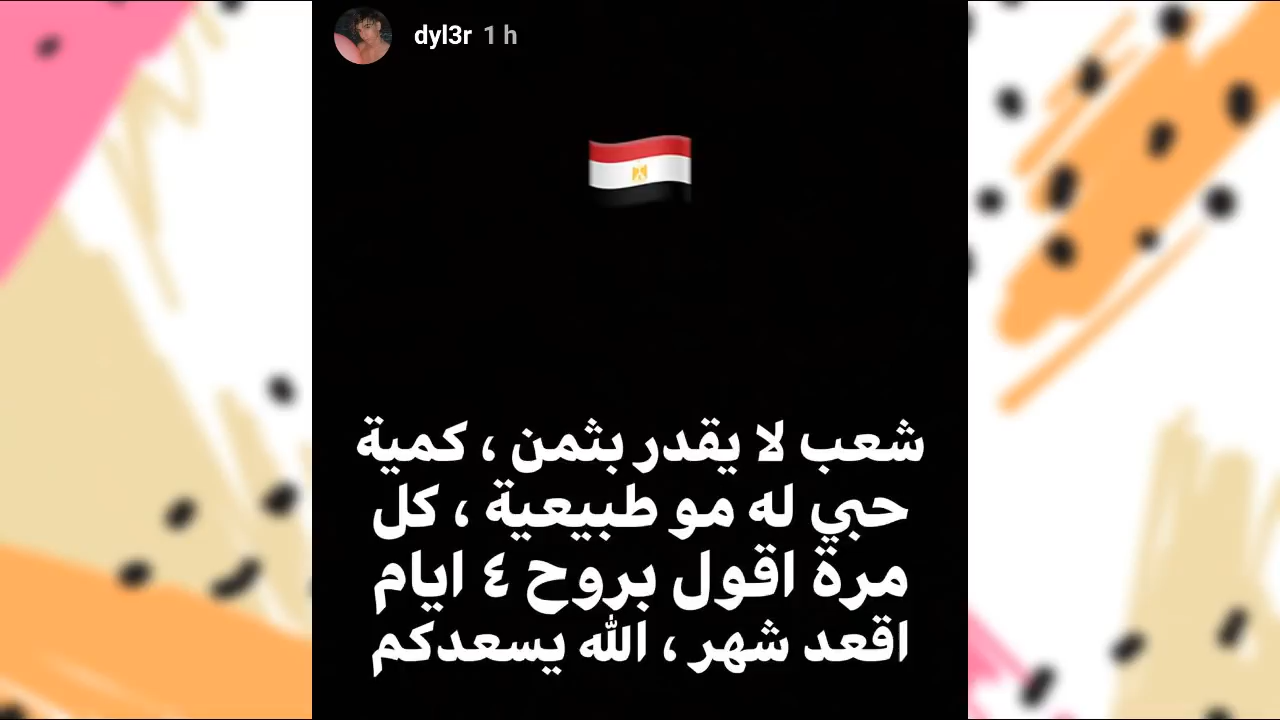 dyl3r 1 h
شعب لا يقدر بثمن ، كمية
حبي له مو طبيعية ، كل
مرة اقول بروح ٤ ايام
اقعد شهر ، الله يسعدكم